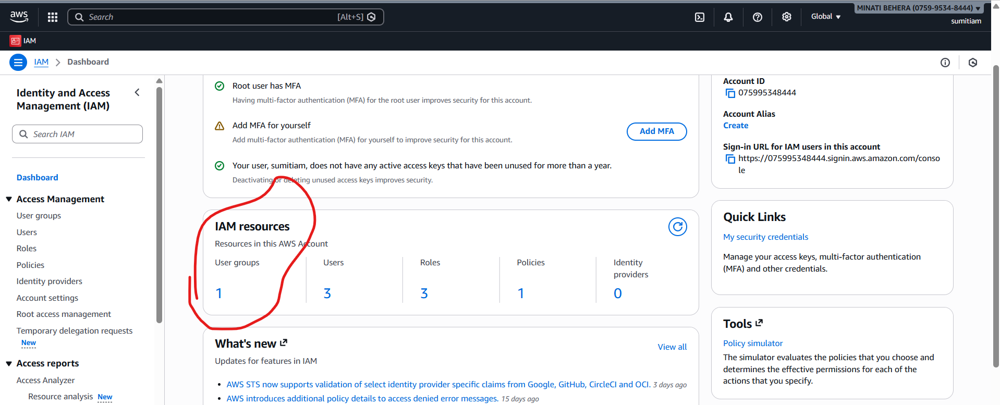 aws
Search [Alt+S]
Global
MINATI BEHERA (0759-9534-8444)
sumitiam
IAM
IAM > Dashboard
Identity and Access
Management (IAM)
Search IAM
Dashboard
Access Management
User groups
Users
Roles
Policies
Identity providers
Account settings
Root access management
Temporary delegation requests
New
Access reports
Access Analyzer
Resource analysis New
Root user has MFA
Having multi-factor authentication (MFA) for the root user improves security for this account.
Add MFA for yourself
Add multi-factor authentication (MFA) for yourself to improve security for this account.
Add MFA
Your user, sumitiam, does not have any active access keys that have been unused for more than a year.
Deactivating or deleting unused access keys improves security.
IAM resources
Resources in this AWS Account
User groups
1
Users
3
Roles
3
Policies
1
Identity
providers
0
What's new
View all
Updates for features in IAM
• AWS STS now supports validation of select identity provider specific claims from Google, GitHub, CircleCI and OCI. 3 days ago
• AWS introduces additional policy details to access denied error messages. 15 days ago
Account ID
075995348444
Account Alias
Create
Sign-in URL for IAM users in this account
https://075995348444.signin.aws.amazon.com/conso
le
Quick Links
My security credentials
Manage your access keys, multi-factor authentication
(MFA) and other credentials.
Tools
Policy simulator
The simulator evaluates the policies that you choose and
determines the effective permissions for each of the
actions that you specify.